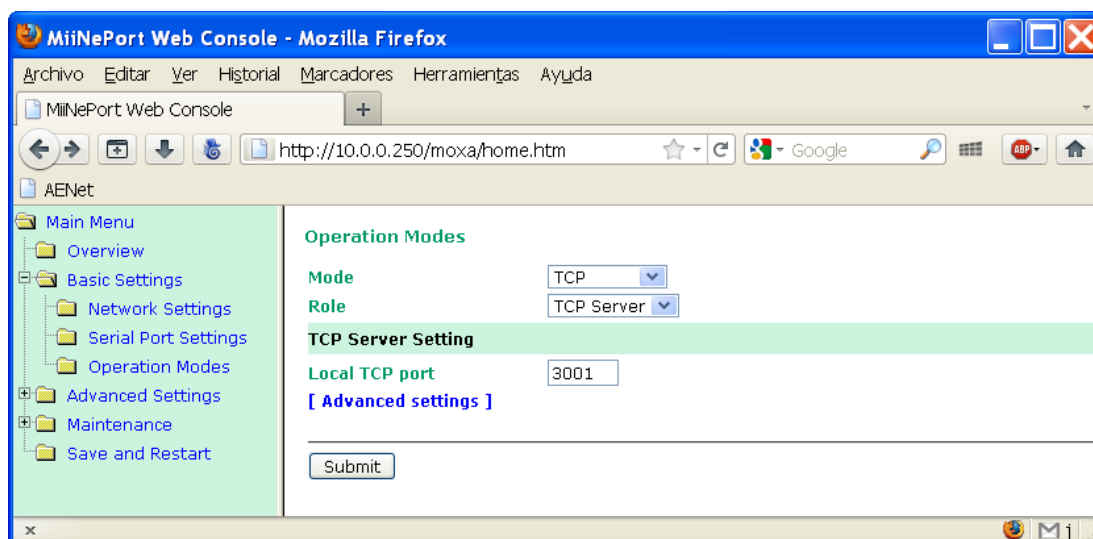 MiiNePort Web Console - Mozilla Firefox
Archivo Editar Ver Historial Marcadores Herramientas Ayuda
MiiNePort Web Console
http://10.0.0.250/moxa/home.htm Google ABP
AENet
Main Menu
Overview
Basic Settings
Network Settings
Serial Port Settings
Operation Modes
Advanced Settings
Maintenance
Save and Restart
Operation Modes
Mode TCP
Role TCP Server
TCP Server Setting
Local TCP port 3001
[ Advanced settings ]
Submit